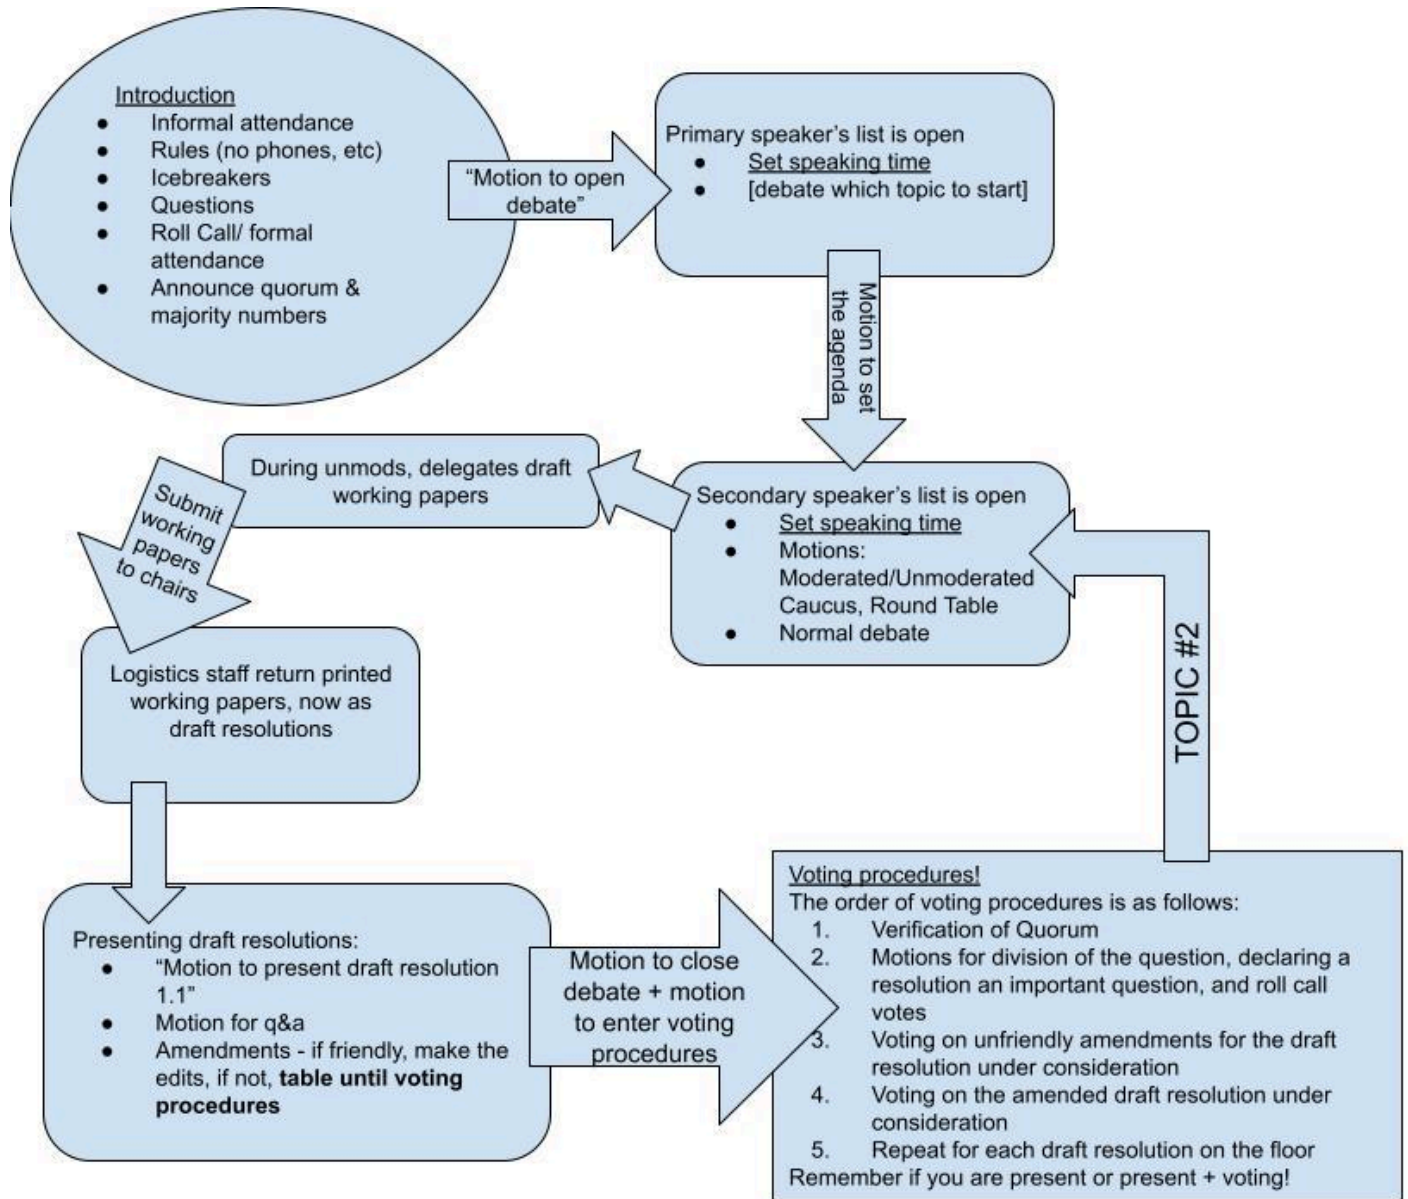 Introduction
● Informal attendance
● Rules (no phones, etc)
● Icebreakers
● Questions
● Roll Call/ formal
attendance
● Announce quorum &
majority numbers
“Motion to open
debate”
Primary speaker’s list is open
● Set speaking time
● [debate which topic to start]
Motion to set
the agenda
Secondary speaker’s list is open
● Set speaking time
● Motions:
Moderated/Unmoderated
Caucus, Round Table
● Normal debate
During unmods, delegates draft
working papers
Submit
working
papers
to chairs
Logistics staff return printed
working papers, now as
draft resolutions
Presenting draft resolutions:
● “Motion to present draft resolution
1.1”
● Motion for q&a
● Amendments - if friendly, make the
edits, if not, table until voting
procedures
Motion to close
debate + motion
to enter voting
procedures
Voting procedures!
The order of voting procedures is as follows:
1. Verification of Quorum
2. Motions for division of the question, declaring a
resolution an important question, and roll call
votes
3. Voting on unfriendly amendments for the draft
resolution under consideration
4. Voting on the amended draft resolution under
consideration
5. Repeat for each draft resolution on the floor
Remember if you are present or present + voting!
TOPIC #2